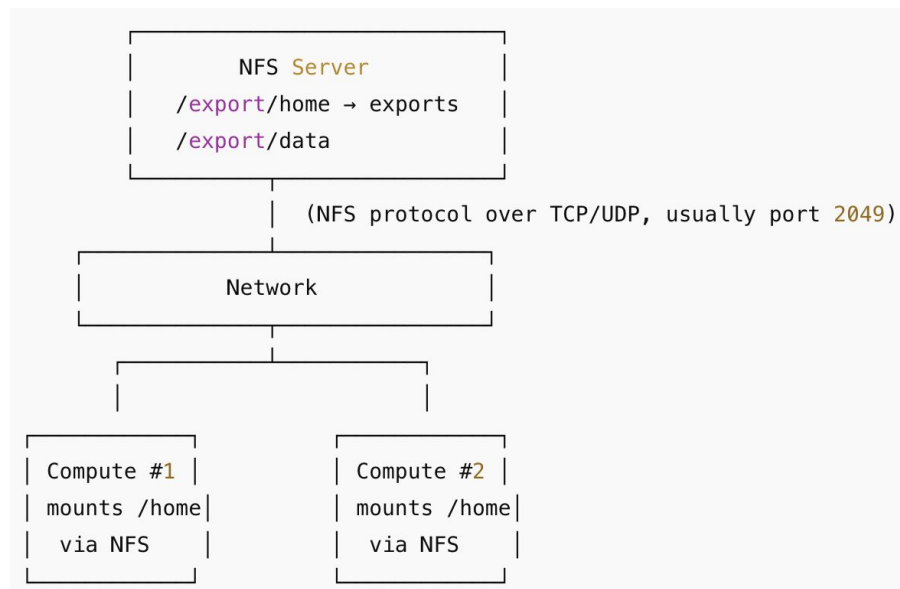 NFS Server
/export/home → exports
/export/data
(NFS protocol over TCP/UDP, usually port 2049)
Network
Compute #1
mounts /home
via NFS
Compute #2
mounts /home
via NFS